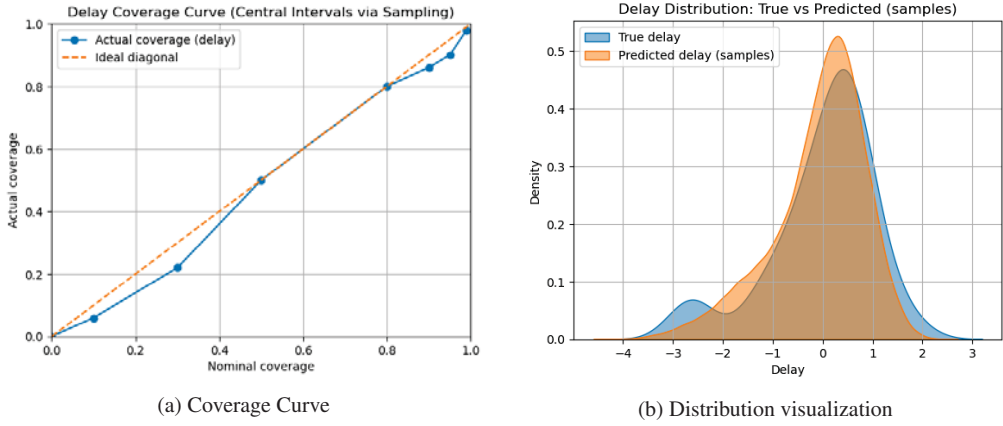 Delay Coverage Curve (Central Intervals via Sampling)
Actual coverage (delay)
Ideal diagonal
1.0
0.8
0.6
0.4
0.2
0.0
Actual coverage
0.0 0.2 0.4 0.6 0.8 1.0
Nominal coverage
(a) Coverage Curve
Delay Distribution: True vs Predicted (samples)
True delay
Predicted delay (samples)
0.5
0.4
0.3
0.2
0.1
0.0
Density
−4 −3 −2 −1 0 1 2 3
Delay
(b) Distribution visualization